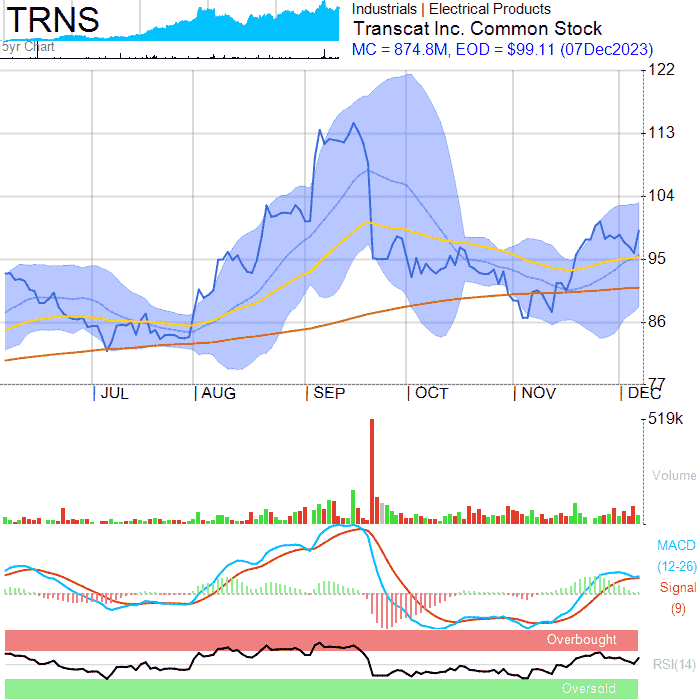 TRNS
5yr Chart
Industrials | Electrical Products
Transcat Inc. Common Stock
MC = 874.8M, EOD = $99.11 (07Dec2023)
122
113
104
95
86
77
JUL
AUG
SEP
OCT
NOV
DEC
519k
Volume
MACD
(12-26)
Signal
(9)
Overbought
RSI(14)
Oversold